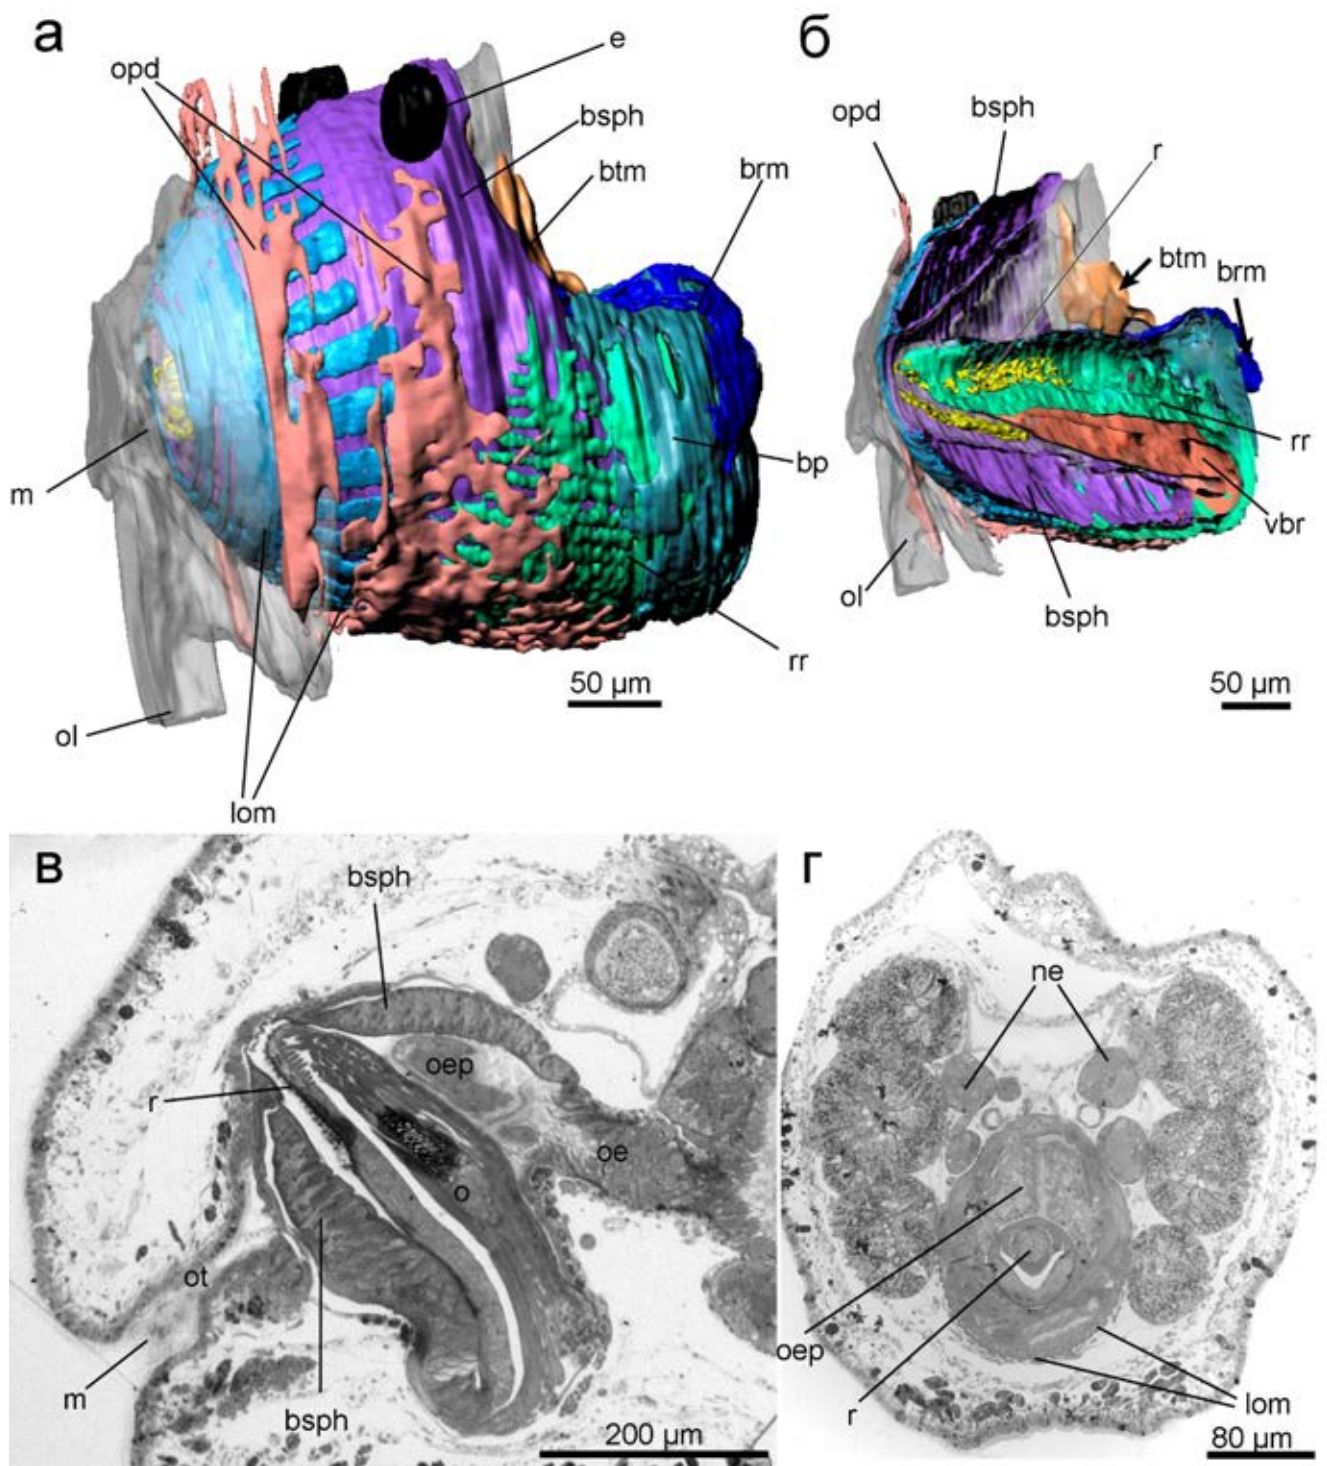 а
e
opd
bsph
btm
brm
m
bp
rr
ol
lom
50 µm
б
bsph
opd
r
btm
brm
rr
vbr
ol
bsph
50 µm
в
bsph
oep
r
oe
o
ot
m
bsph
200 µm
г
ne
oep
r
lom
80 µm